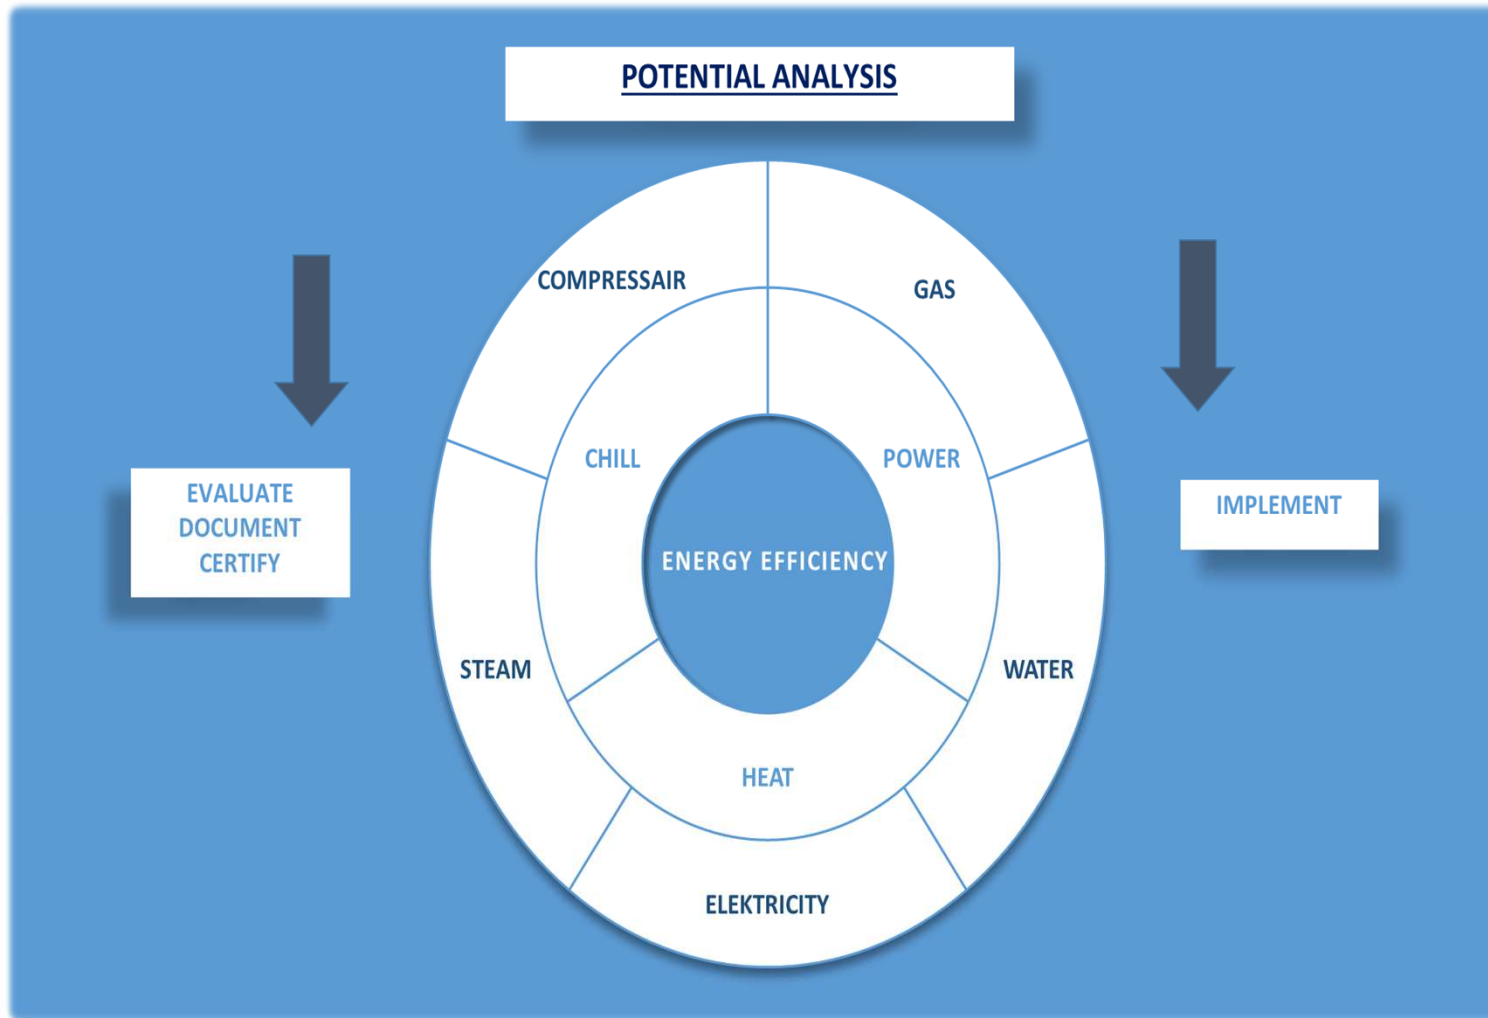 POTENTIAL ANALYSIS
COMPRESSAIR
GAS
CHILL
POWER
EVALUATE
DOCUMENT
CERTIFY
IMPLEMENT
ENERGY EFFICIENCY
STEAM
WATER
HEAT
ELEKTRICITY